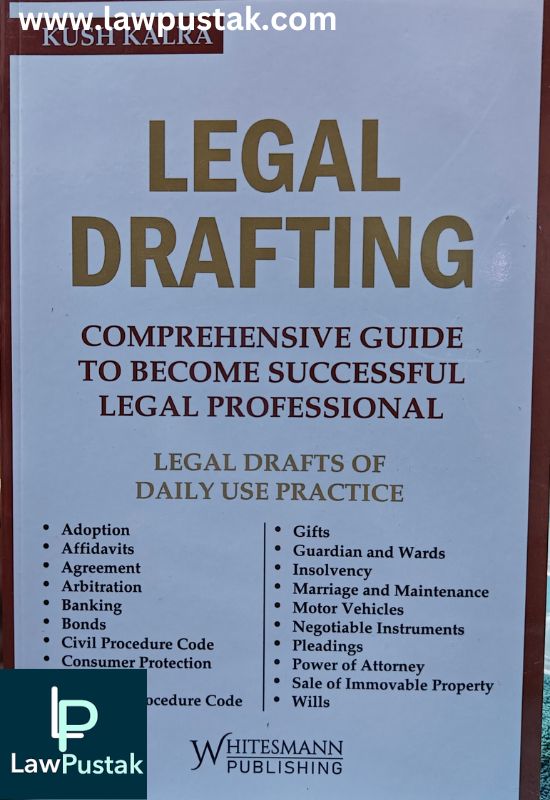 www.lawpustak.com
KUSH KALRA
LEGAL
DRAFTING
COMPREHENSIVE GUIDE
TO BECOME SUCCESSFUL
LEGAL PROFESSIONAL
LEGAL DRAFTS OF
DAILY USE PRACTICE
• Adoption
• Affidavits
• Agreement
• Arbitration
• Banking
• Bonds
• Civil Procedure Code
• Consumer Protection
Code
• Gifts
• Guardian and Wards
• Insolvency
• Marriage and Maintenance
• Motor Vehicles
• Negotiable Instruments
• Pleadings
• Power of Attorney
• Sale of Immovable Property
• Wills
LP
LawPustak
WHITESMANN
PUBLISHING